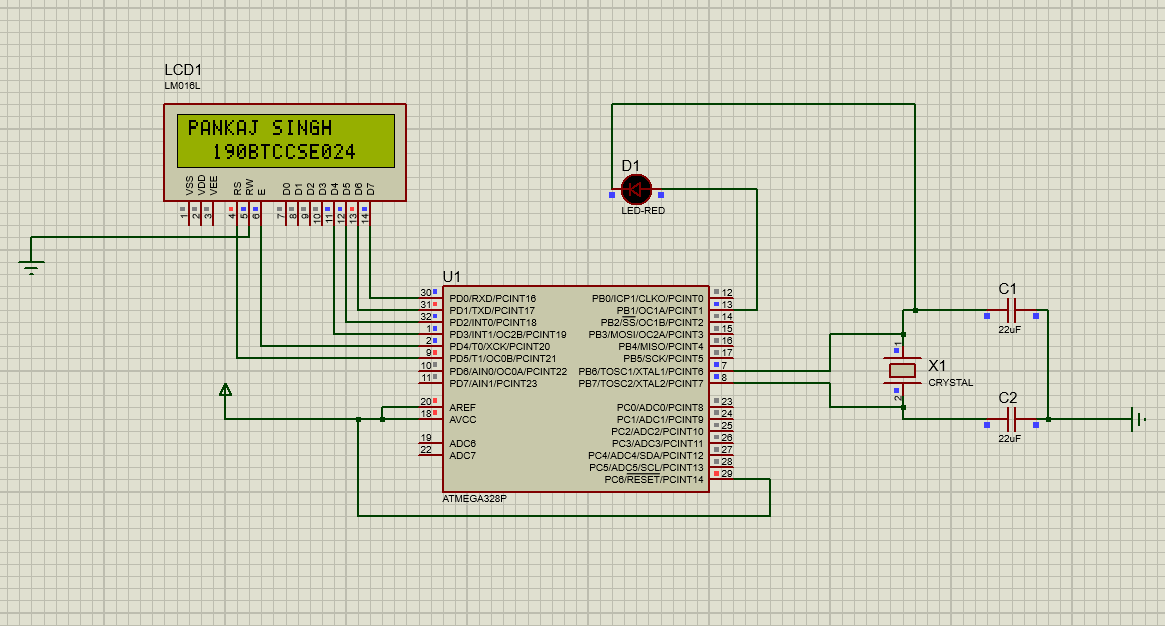 LCD1
LM016L
PANKAJ SINGH
190BTCCSE024
VSS VDD VEE RS RW E D0 D1 D2 D3 D4 D5 D6 D7
1 2 3 4 5 6 7 8 9 10 11 12 13 14
D1
LED-RED
U1
30 PD0/RXD/PCINT16 PB0/ICP1/CLKO/PCINT0 12
31 PD1/TXD/PCINT17 PB1/OC1A/PCINT1 13
32 PD2/INT0/PCINT18 PB2/SS/OC1B/PCINT2 14
1 PD3/INT1/OC2B/PCINT19 PB3/MOSI/OC2A/PCINT3 15
2 PD4/T0/XCK/PCINT20 PB4/MISO/PCINT4 16
9 PD5/T1/OC0B/PCINT21 PB5/SCK/PCINT5 17
10 PD6/AIN0/OC0A/PCINT22 PB6/TOSC1/XTAL1/PCINT6 7
11 PD7/AIN1/PCINT23 PB7/TOSC2/XTAL2/PCINT7 8
20 AREF PC0/ADC0/PCINT8 23
18 AVCC PC1/ADC1/PCINT9 24
PC2/ADC2/PCINT10 25
19 ADC6 PC3/ADC3/PCINT11 26
22 ADC7 PC4/ADC4/SDA/PCINT12 27
PC5/ADC5/SCL/PCINT13 28
PC6/RESET/PCINT14 29
ATMEGA328P
C1
22uF
1
X1
CRYSTAL
2
C2
22uF